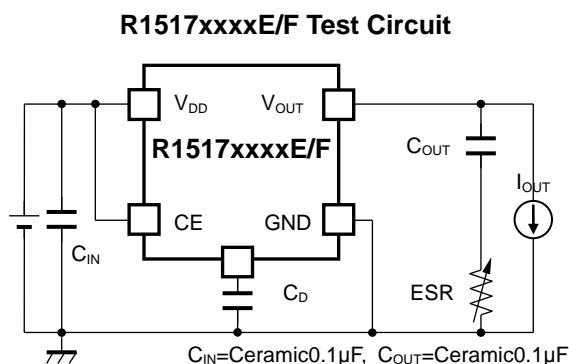 R1517xxxxE/F Test Circuit
VDD VOUT
R1517xxxxE/F
COUT
IOUT
CE GND
CIN
CD
ESR
CIN=Ceramic0.1μF, COUT=Ceramic0.1μF